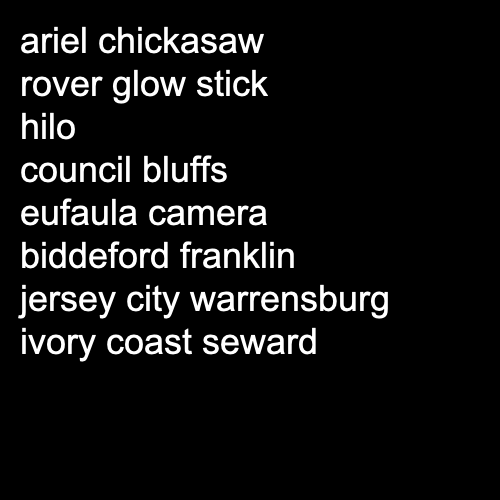 ariel chickasaw
rover glow stick
hilo
council bluffs
eufaula camera
biddeford franklin
jersey city warrensburg
ivory coast seward